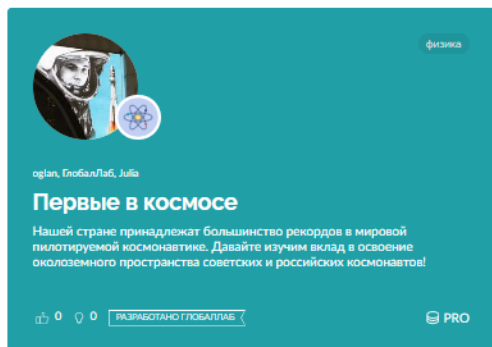 физика
ogian, ГлобалЛаб, Julia
Первые в космосе
Нашей стране принадлежат большинство рекордов в мировой
пилотируемой космонавтике. Давайте изучим вклад в освоение
околоземного пространства советских и российских космонавтов!
0 0 РАЗРАБОТАНО ГЛОБАЛЛАБ PRO